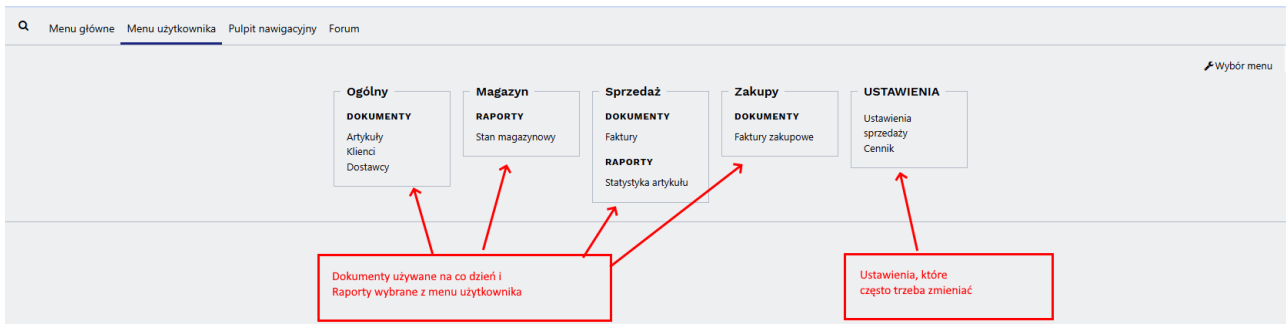 Menu główne Menu użytkownika Pulpit nawigacyjny Forum
Wybór menu
Ogólny
DOKUMENTY
Artykuły
Klienci
Dostawcy
Magazyn
RAPORTY
Stan magazynowy
Sprzedaż
DOKUMENTY
Faktury
RAPORTY
Statystyka artykułu
Zakupy
DOKUMENTY
Faktury zakupowe
USTAWIENIA
Ustawienia
sprzedaży
Cennik
Dokumenty używane na co dzień i
Raporty wybrane z menu użytkownika
Ustawienia, które
często trzeba zmieniać